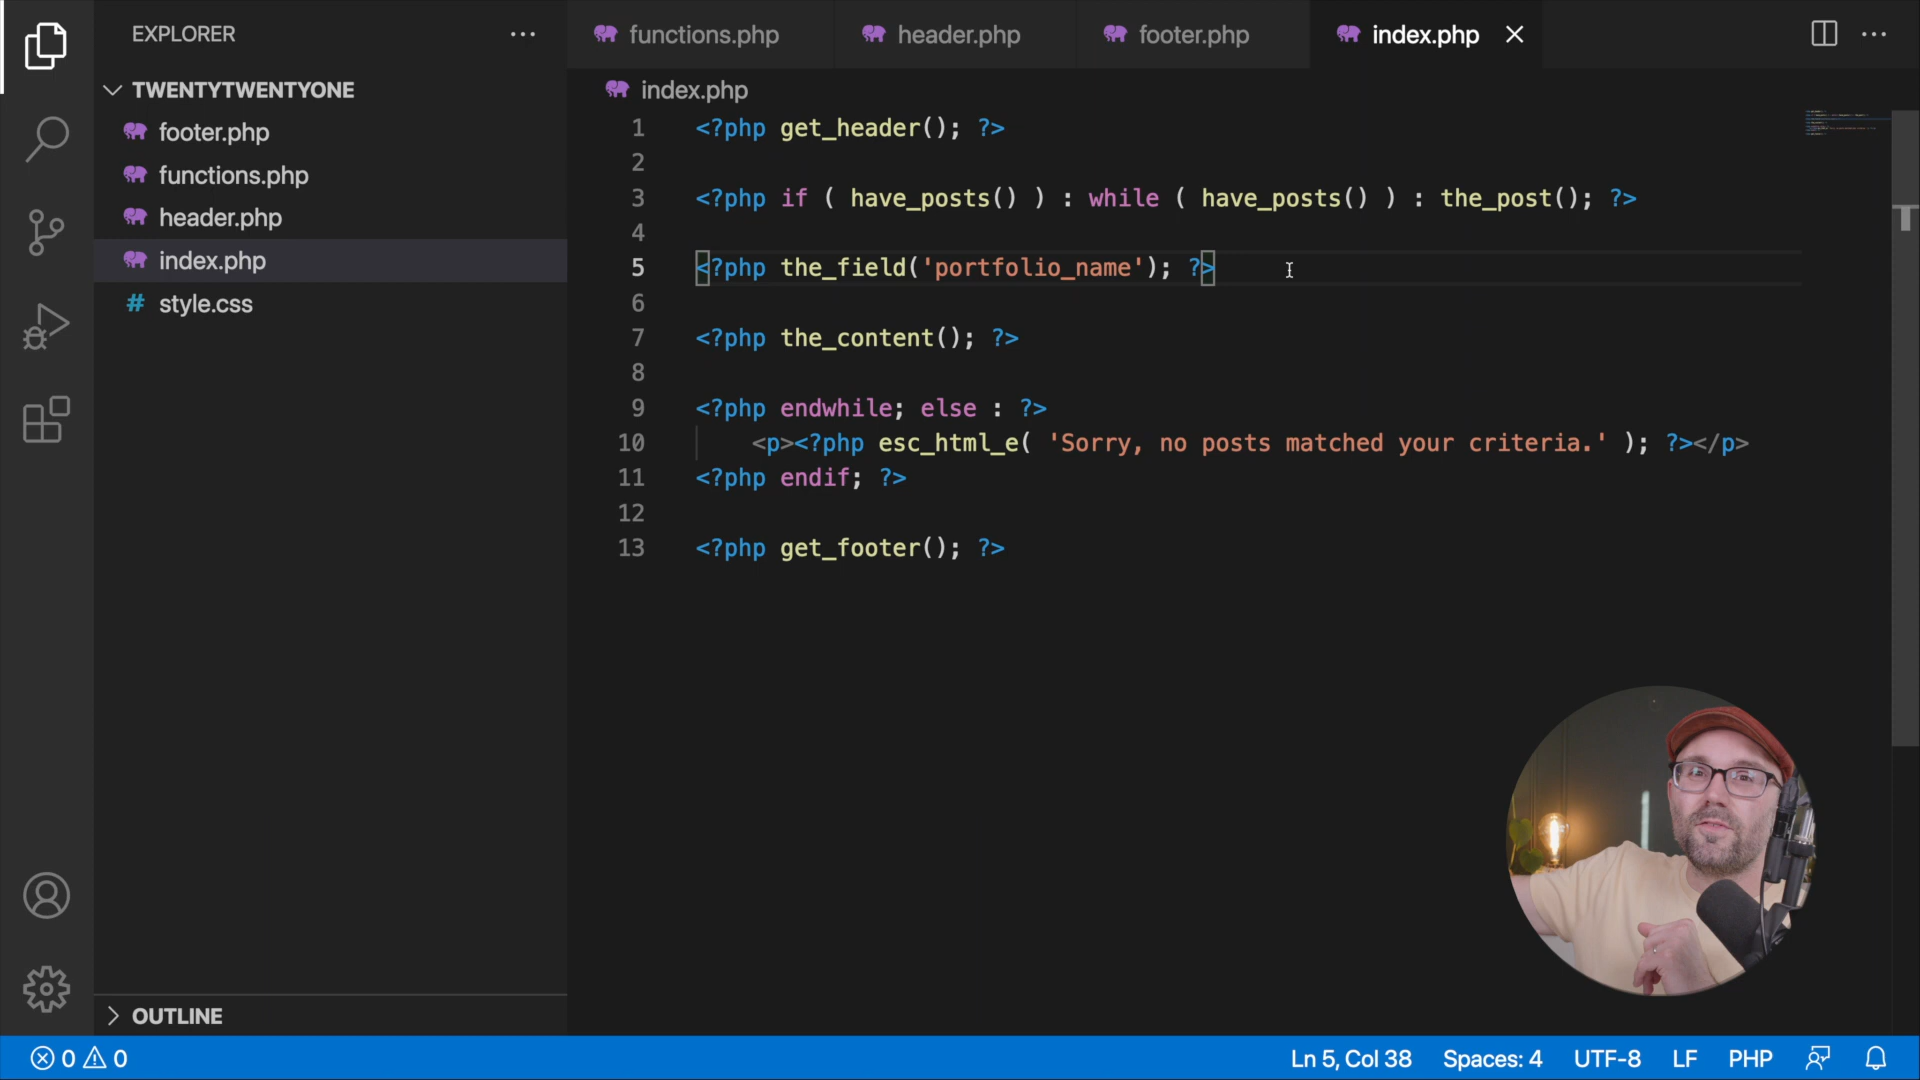 EXPLORER
TWENTYTWENTYONE
footer.php
functions.php
header.php
index.php
# style.css
OUTLINE
functions.php
header.php
footer.php
index.php
index.php
1 <?php get_header(); ?>
2
3 <?php if ( have_posts() ) : while ( have_posts() ) : the_post(); ?>
4
5 <?php the_field('portfolio_name'); ?>
6
7 <?php the_content(); ?>
8
9 <?php endwhile; else : ?>
10 <p><?php esc_html_e( 'Sorry, no posts matched your criteria.' ); ?></p>
11 <?php endif; ?>
12
13 <?php get_footer(); ?>
0 0
Ln 5, Col 38 Spaces: 4 UTF-8 LF PHP